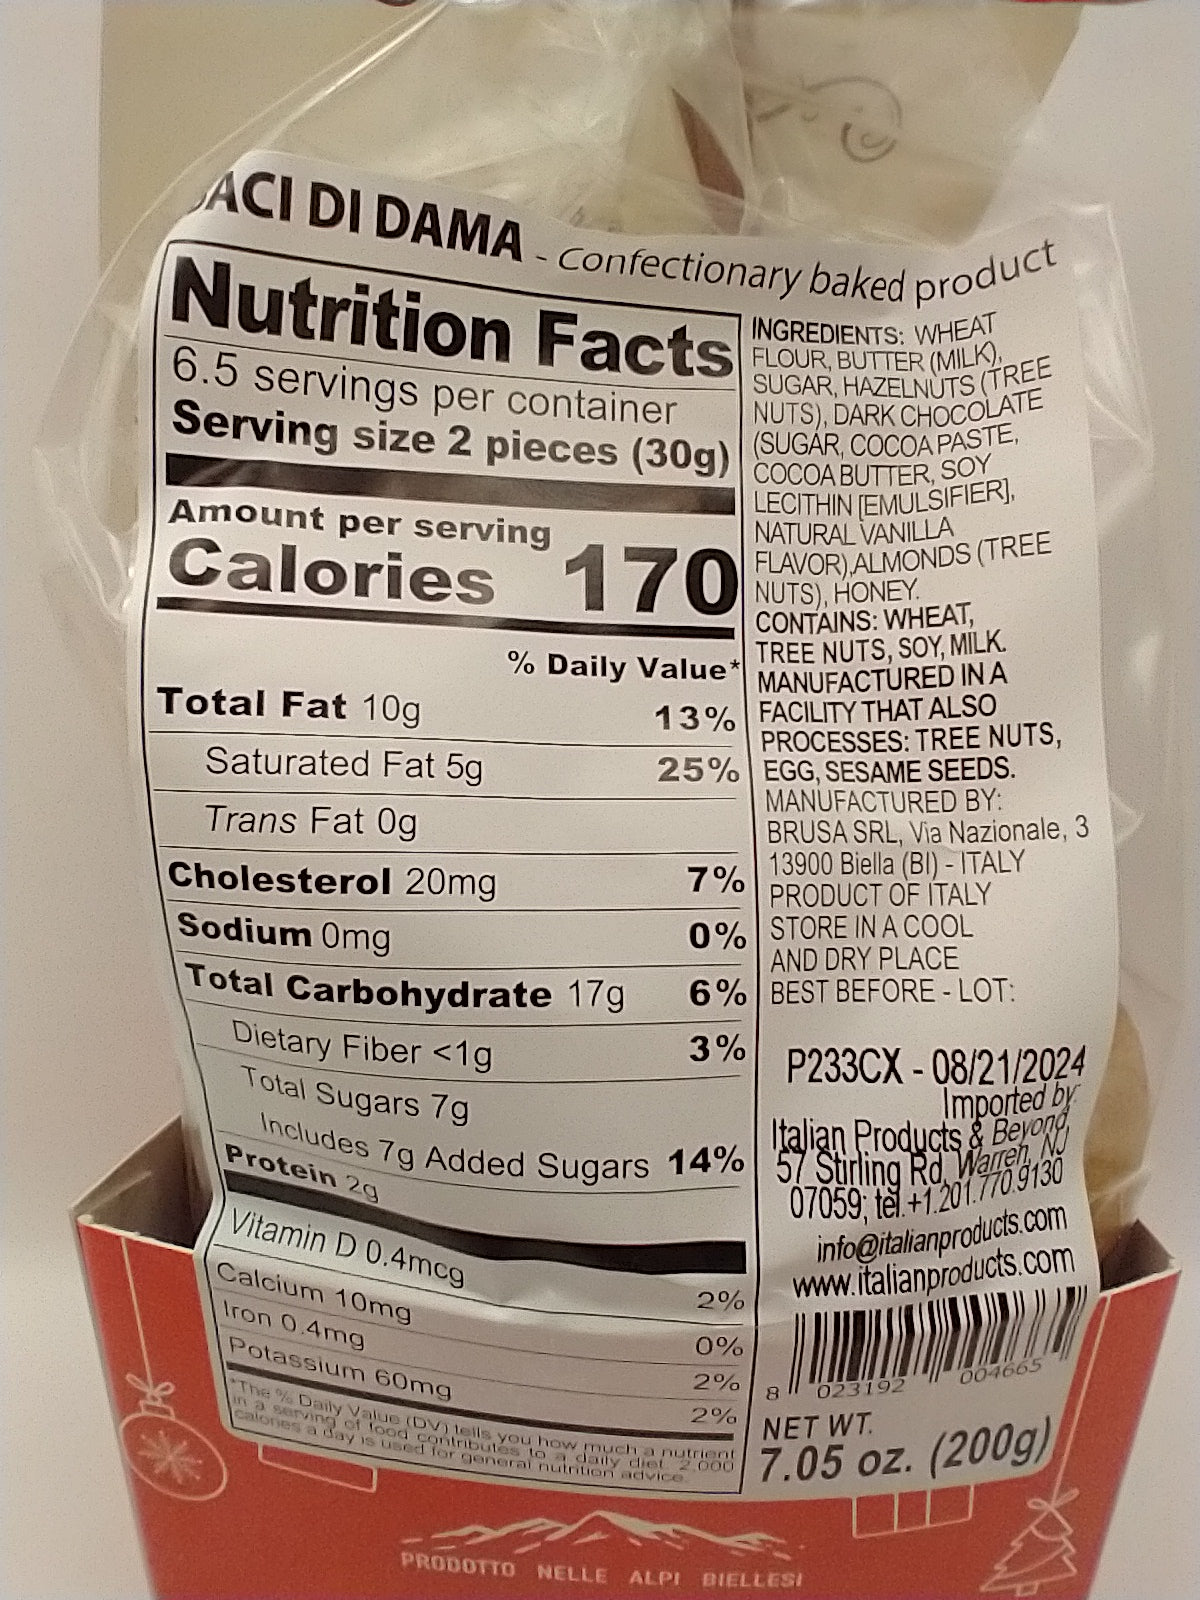 ACI DI DAMA - Confectionary baked product
Nutrition Facts
6.5 servings per container
Serving size 2 pieces (30g)
Amount per serving
Calories 170
% Daily Value*
Total Fat 10g 13%
Saturated Fat 5g 25%
Trans Fat 0g
Cholesterol 20mg 7%
Sodium 0mg 0%
Total Carbohydrate 17g 6%
Dietary Fiber <1g 3%
Total Sugars 7g
Includes 7g Added Sugars 14%
Protein 2g
Vitamin D 0.4mcg 2%
Calcium 10mg 0%
Iron 0.4mg 2%
Potassium 60mg 2%
*The % Daily Value (DV) tells you how much a nutrient
in a serving of food contributes to a daily diet. 2,000
calories a day is used for general nutrition advice.
INGREDIENTS: WHEAT
FLOUR, BUTTER (MILK),
SUGAR, HAZELNUTS (TREE
NUTS), DARK CHOCOLATE
(SUGAR, COCOA PASTE,
COCOA BUTTER, SOY
LECITHIN [EMULSIFIER],
NATURAL VANILLA
FLAVOR),ALMONDS (TREE
NUTS), HONEY.
CONTAINS: WHEAT,
TREE NUTS, SOY, MILK.
MANUFACTURED IN A
FACILITY THAT ALSO
PROCESSES: TREE NUTS,
EGG, SESAME SEEDS.
MANUFACTURED BY:
BRUSA SRL, Via Nazionale, 3
13900 Biella (BI) - ITALY
PRODUCT OF ITALY
STORE IN A COOL
AND DRY PLACE
BEST BEFORE - LOT:
P233CX - 08/21/2024
Imported by:
Italian Products & Beyond,
57 Stirling Rd, Warren, NJ
07059; tel.+1.201.770.9130
info@italianproducts.com
www.italianproducts.com
8 023192 004665
NET WT.
7.05 oz. (200g)
PRODOTTO NELLE ALPI BIELLESI